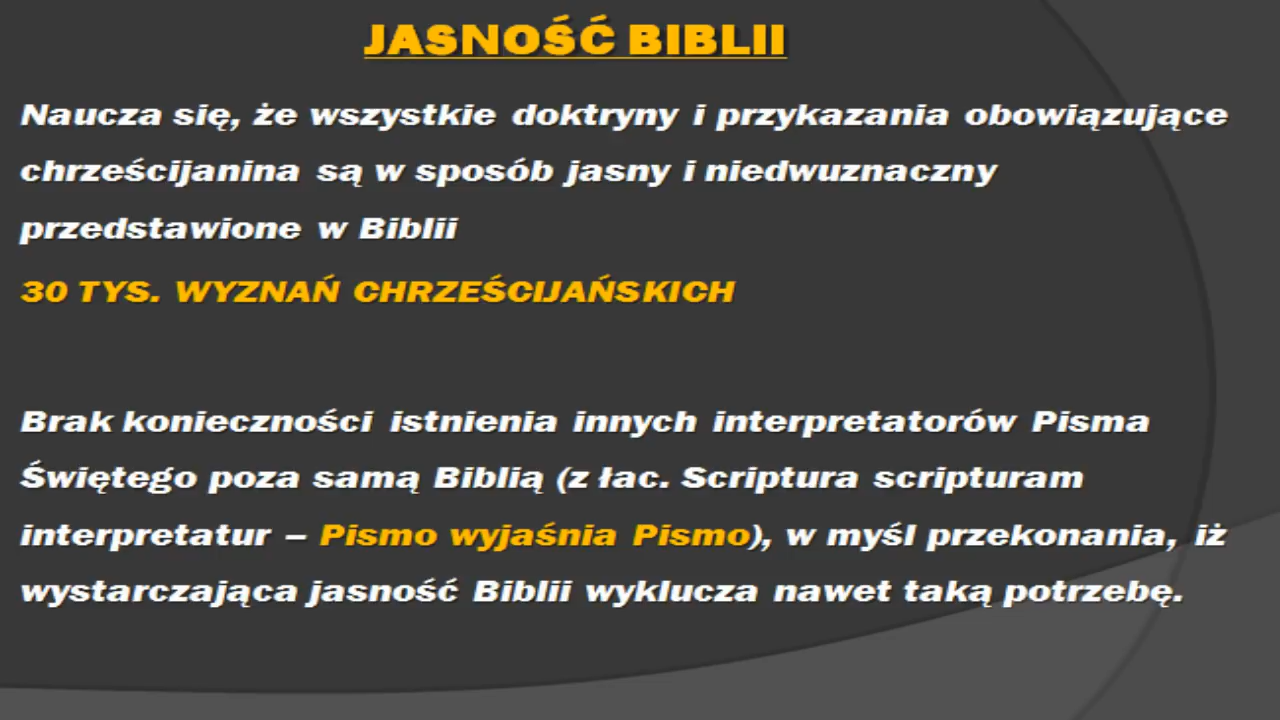 JASNOŚĆ BIBLII
Naucza się, że wszystkie doktryny i przykazania obowiązujące
chrześcijanina są w sposób jasny i niedwuznaczny
przedstawione w Biblii
30 TYS. WYZNAŃ CHRZEŚCIJAŃSKICH
Brak konieczności istnienia innych interpretatorów Pisma
Świętego poza samą Biblią (z łac. Scriptura scripturam
interpretatur – Pismo wyjaśnia Pismo), w myśl przekonania, iż
wystarczająca jasność Biblii wyklucza nawet taką potrzebę.